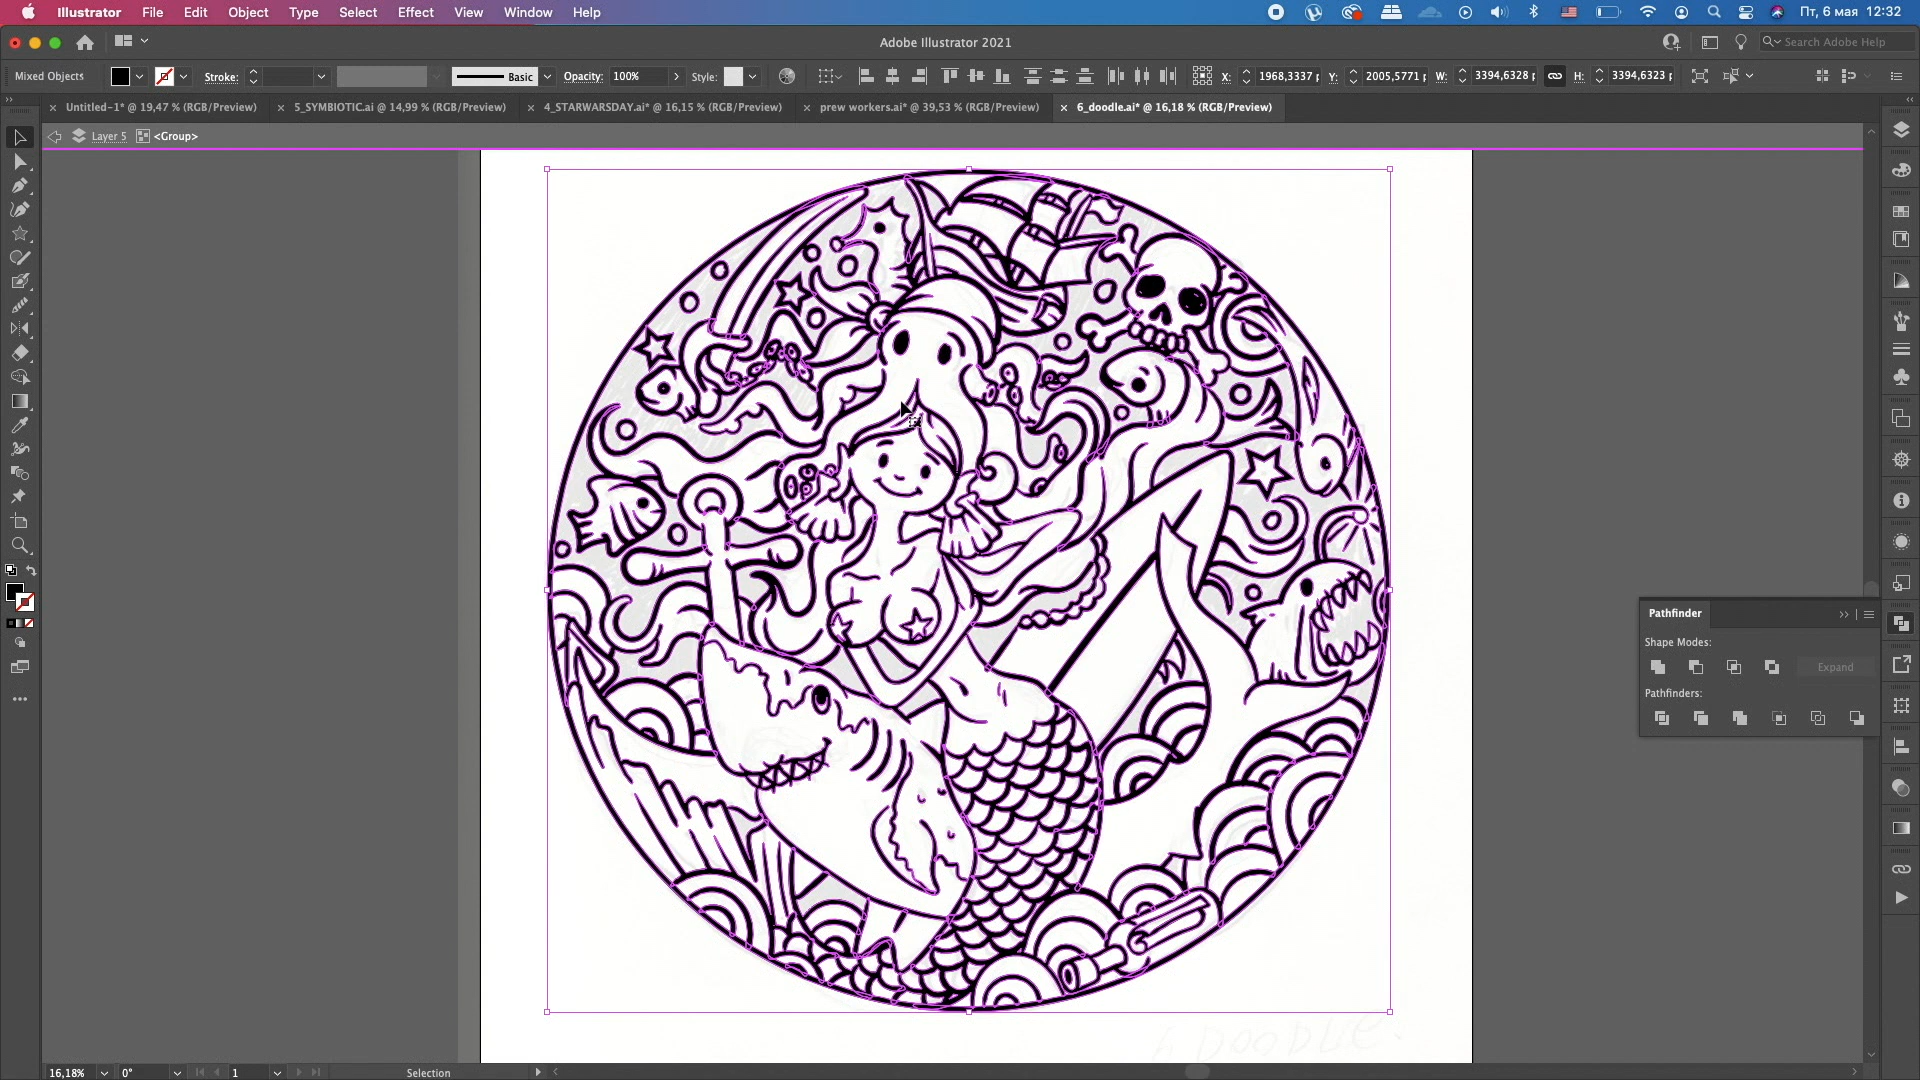 Illustrator File Edit Object Type Select Effect View Window Help Пт, 6 мая 12:32
Adobe Illustrator 2021 Search Adobe Help
Mixed Objects Stroke: Basic Opacity: 100% Style: X: 1968,3337 Y: 2005,5771 W: 3394,6328 H: 3394,6323
Untitled-1* @ 19,47 % (RGB/Preview) 5_SYMBIOTIC.ai @ 14,99 % (RGB/Preview) 4_STARWARSDAY.ai* @ 16,15 % (RGB/Preview) prew workers.ai* @ 39,53 % (RGB/Preview) 6_doodle.ai* @ 16,18 % (RGB/Preview)
Layer 5 <Group>
Pathfinder
Shape Modes:
Expand
Pathfinders:
DOODLE.
16,18% 0° 1 Selection